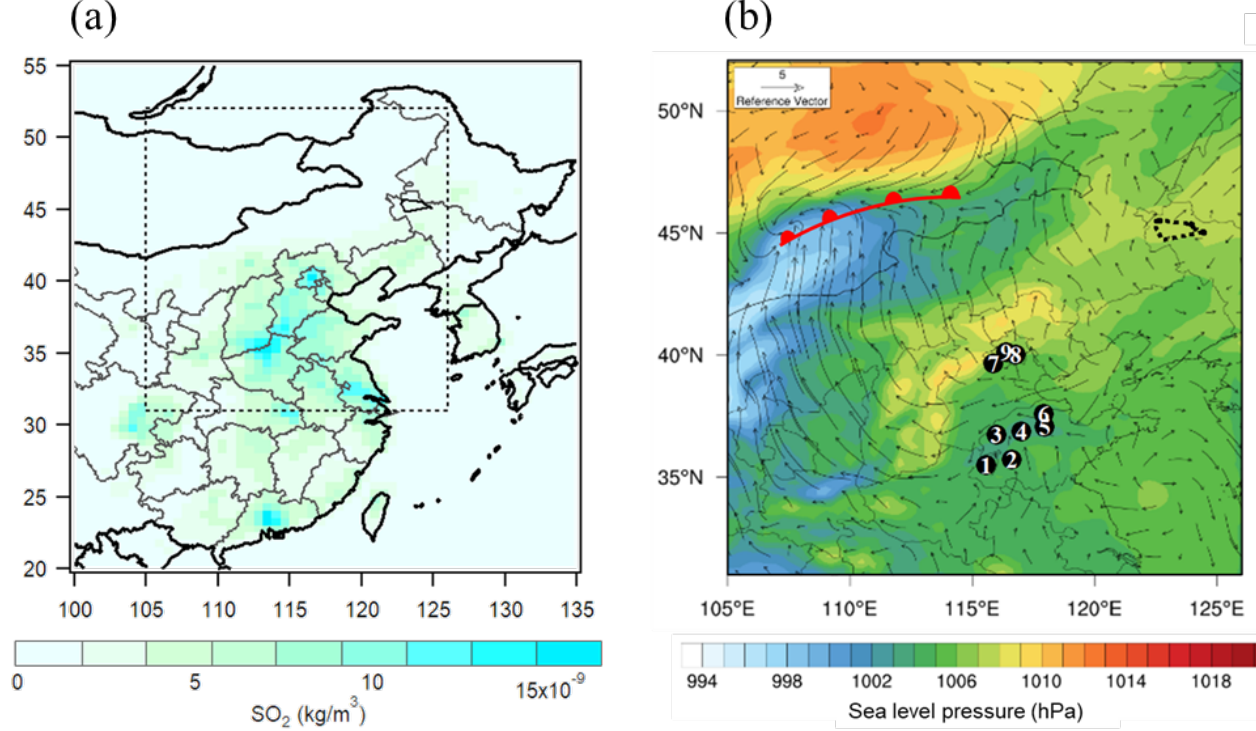 (a)
(b)
55
50
45
40
35
30
25
20
100 105 110 115 120 125 130 135
0 5 10 15x10⁻⁹
SO₂ (kg/m³)
5
Reference Vector
50°N
45°N
40°N
35°N
7 9 8
6
3 4 5
1 2
105°E 110°E 115°E 120°E 125°E
994 998 1002 1006 1010 1014 1018
Sea level pressure (hPa)